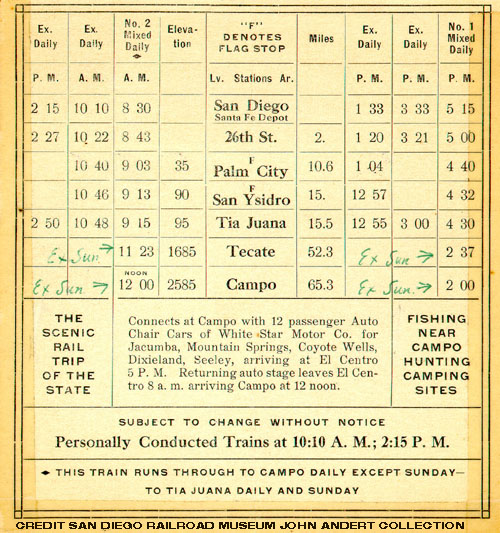 Ex. Daily Ex. Daily No. 2 Mixed Daily ◆ Elevation "F" DENOTES FLAG STOP Miles Ex. Daily Ex. Daily No. 1 Mixed Daily
P. M. A. M. A. M. Lv. Stations Ar. P. M. P. M. P. M.
2 15 10 10 8 30 San Diego Santa Fe Depot 1 33 3 33 5 15
2 27 10 22 8 43 26th St. 2. 1 20 3 21 5 00
10 40 9 03 35 F Palm City 10.6 1 04 4 40
10 46 9 13 90 F San Ysidro 15. 12 57 4 32
2 50 10 48 9 15 95 Tia Juana 15.5 12 55 3 00 4 30
Ex Sun. → 11 23 1685 Tecate 52.3 Ex Sun → 2 37
Ex Sun → NOON 12 00 2585 Campo 65.3 Ex Sun. → 2 00
THE
SCENIC
RAIL
TRIP
OF THE
STATE
Connects at Campo with 12 passenger Auto
Chair Cars of White Star Motor Co. for
Jacumba, Mountain Springs, Coyote Wells,
Dixieland, Seeley, arriving at El Centro
5 P. M. Returning auto stage leaves El Cen-
tro 8 a. m. arriving Campo at 12 noon.
FISHING
NEAR
CAMPO
HUNTING
CAMPING
SITES
SUBJECT TO CHANGE WITHOUT NOTICE
Personally Conducted Trains at 10:10 A. M.; 2:15 P. M.
◆ THIS TRAIN RUNS THROUGH TO CAMPO DAILY EXCEPT SUNDAY—
TO TIA JUANA DAILY AND SUNDAY
CREDIT SAN DIEGO RAILROAD MUSEUM JOHN ANDERT COLLECTION